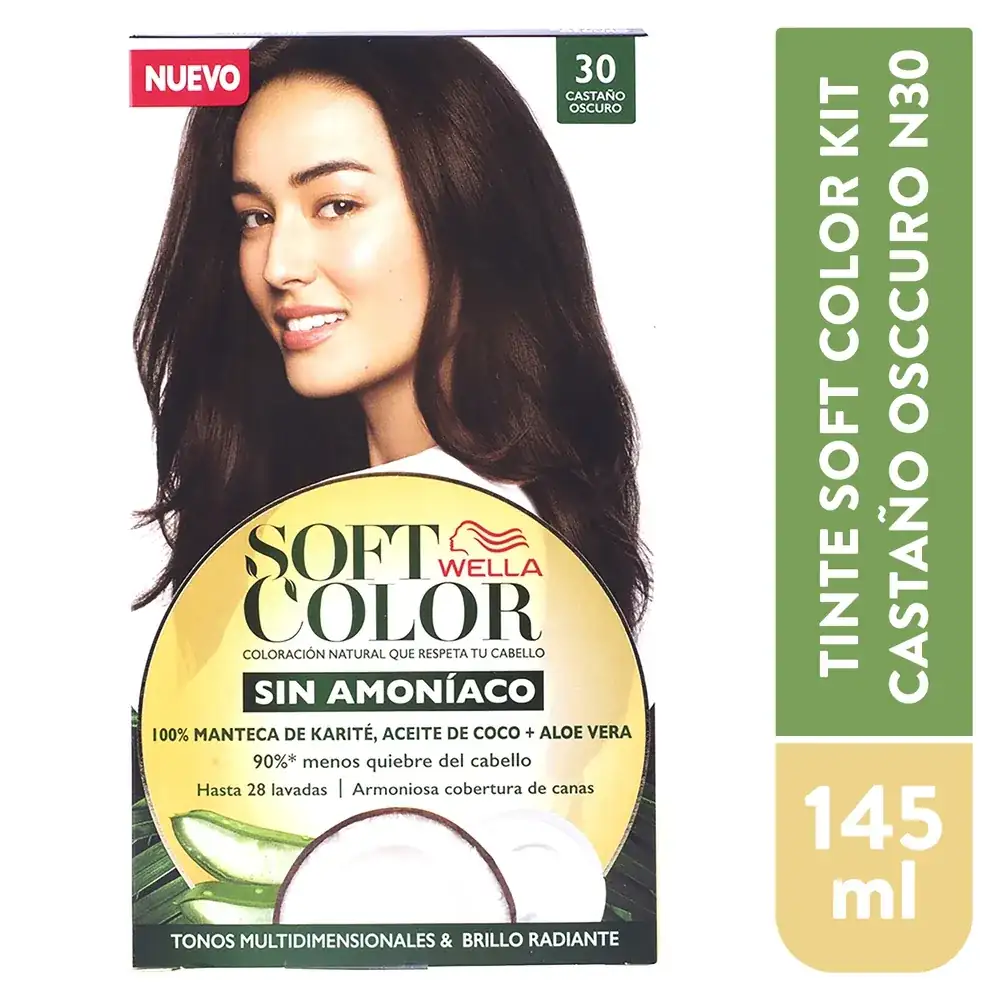 NUEVO
30
CASTAÑO
OSCURO
SOFT
WELLA
COLOR
COLORACIÓN NATURAL QUE RESPETA TU CABELLO
SIN AMONÍACO
100% MANTECA DE KARITÉ, ACEITE DE COCO + ALOE VERA
90%* menos quiebre del cabello
Hasta 28 lavadas | Armoniosa cobertura de canas
TONOS MULTIDIMENSIONALES & BRILLO RADIANTE
TINTE SOFT COLOR KIT
CASTAÑO OSCCURO N30
145
ml